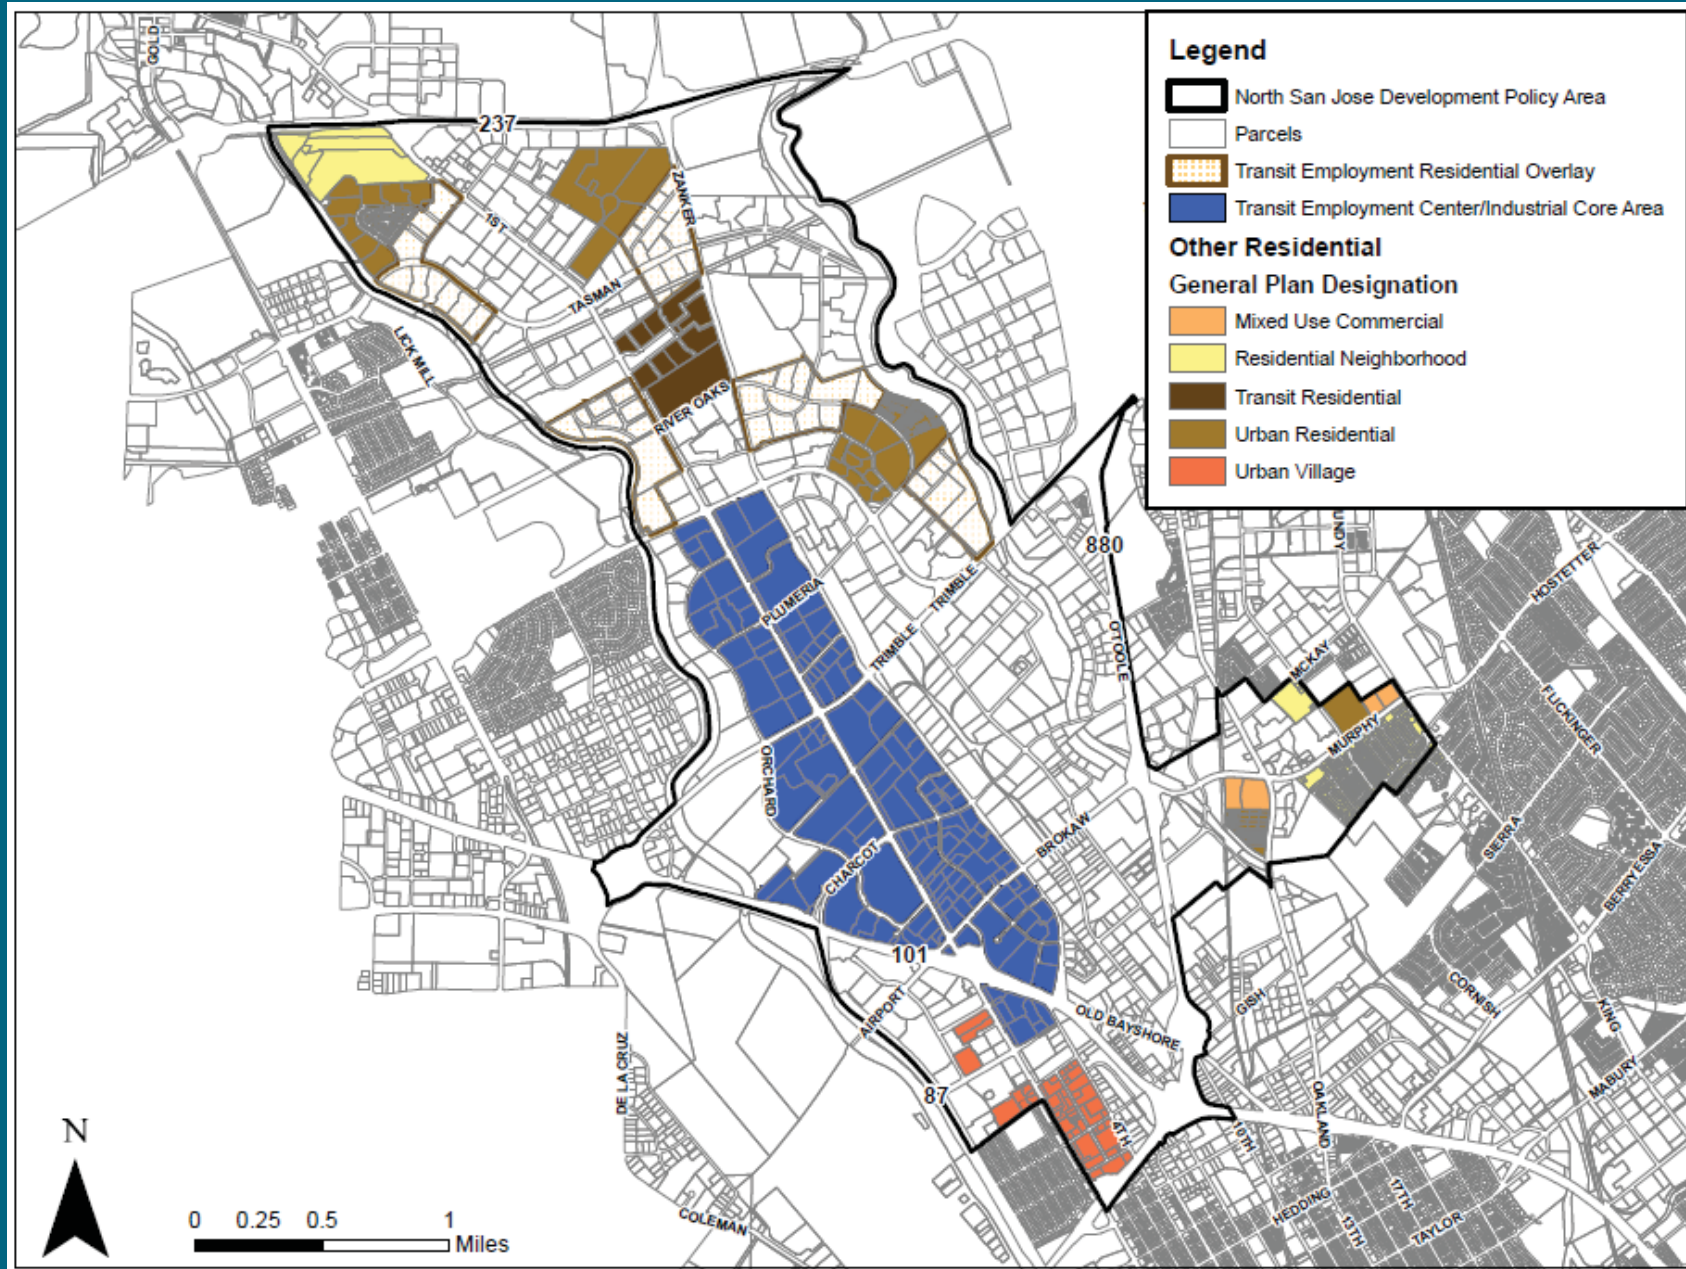 Legend
North San Jose Development Policy Area
Parcels
Transit Employment Residential Overlay
Transit Employment Center/Industrial Core Area
Other Residential
General Plan Designation
Mixed Use Commercial
Residential Neighborhood
Transit Residential
Urban Residential
Urban Village
GOLD
237
ZANKER
1ST
TASMAN
LICK MILL
RIVER OAKS
880
UNDY
HOSTETTER
PLUMERIA
TRIMBLE
TRIMBLE
OTOOLE
MCKAY
FLICKINGER
MURPHY
ORCHARD
BROKAW
SIERRA
CHARCOT
BERRYESSA
101
AIRPORT
OLD BAYSHORE
GISH
CORNISH
KING
MABURY
DE LA CRUZ
87
4TH
10TH
OAKLAND
17TH
HEDDING
13TH
TAYLOR
COLEMAN
N
0 0.25 0.5 1
Miles